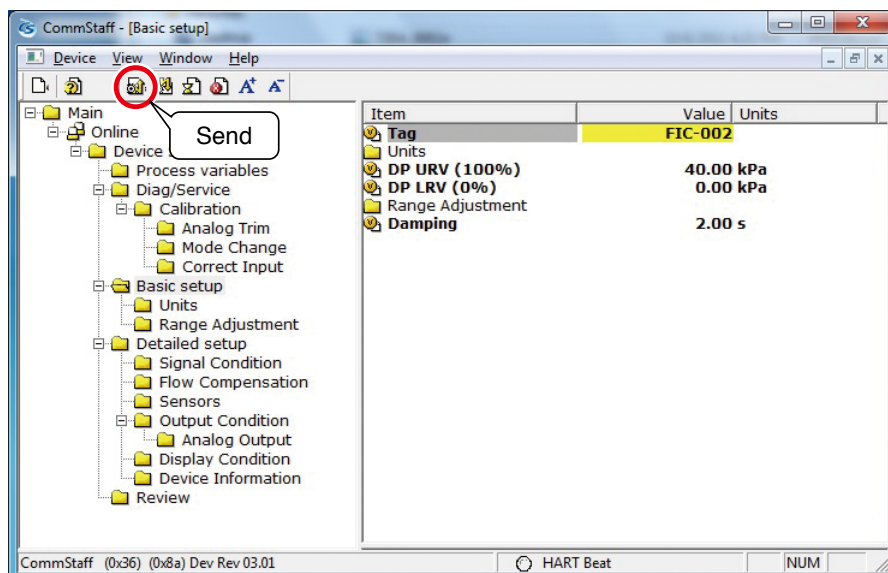 CommStaff - [Basic setup]
Device View Window Help
Send
Main
Online
Device
Process variables
Diag/Service
Calibration
Analog Trim
Mode Change
Correct Input
Basic setup
Units
Range Adjustment
Detailed setup
Signal Condition
Flow Compensation
Sensors
Output Condition
Analog Output
Display Condition
Device Information
Review
Item Value Units
Tag FIC-002
Units
DP URV (100%) 40.00 kPa
DP LRV (0%) 0.00 kPa
Range Adjustment
Damping 2.00 s
CommStaff (0x36) (0x8a) Dev Rev 03.01 HART Beat NUM